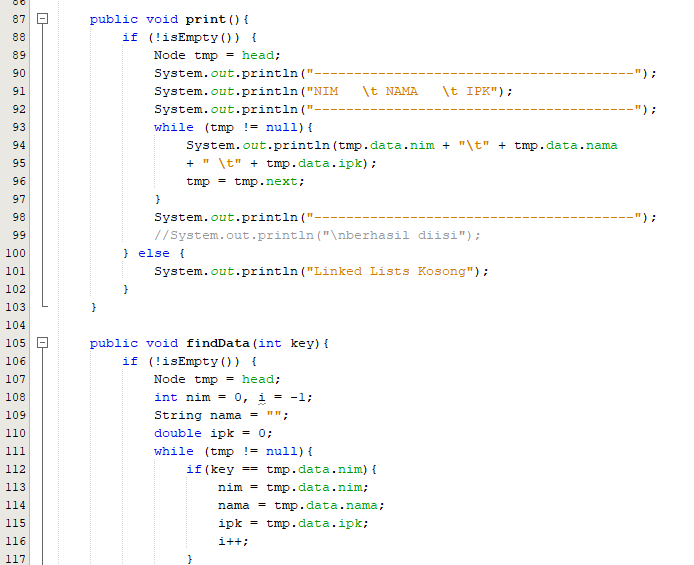 86
87 public void print(){
88 if (!isEmpty()) {
89 Node tmp = head;
90 System.out.println("----------------------------------------");
91 System.out.println("NIM   \t NAMA   \t IPK");
92 System.out.println("----------------------------------------");
93 while (tmp != null){
94 System.out.println(tmp.data.nim + "\t" + tmp.data.nama
95 + " \t" + tmp.data.ipk);
96 tmp = tmp.next;
97 }
98 System.out.println("----------------------------------------");
99 //System.out.println("\nberhasil diisi");
100 } else {
101 System.out.println("Linked Lists Kosong");
102 }
103 }
104
105 public void findData(int key){
106 if (!isEmpty()) {
107 Node tmp = head;
108 int nim = 0, i = -1;
109 String nama = "";
110 double ipk = 0;
111 while (tmp != null){
112 if(key == tmp.data.nim){
113 nim = tmp.data.nim;
114 nama = tmp.data.nama;
115 ipk = tmp.data.ipk;
116 i++;
117 }